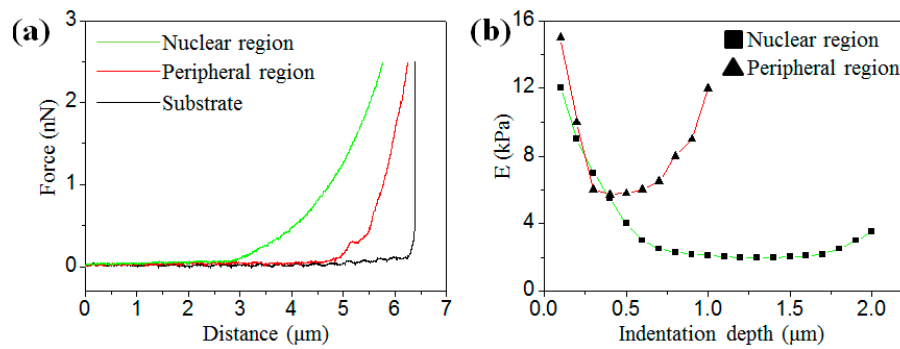 (a)
3
2
1
0
Force (nN)
Nuclear region
Peripheral region
Substrate
0 1 2 3 4 5 6 7
Distance (μm)
(b)
16
12
8
4
0
E (kPa)
Nuclear region
Peripheral region
0.0 0.5 1.0 1.5 2.0
Indentation depth (μm)